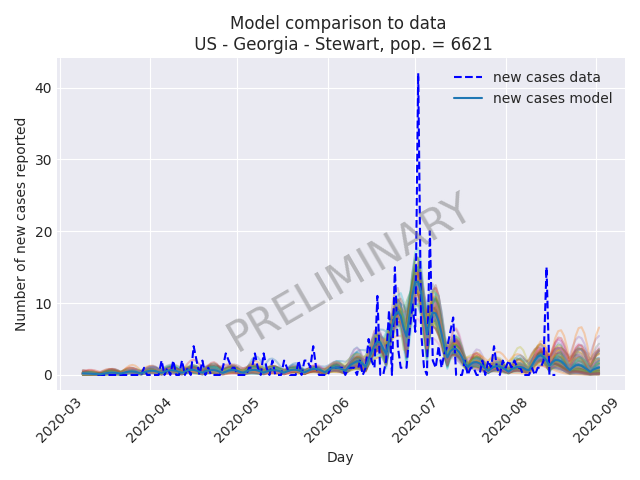 Model comparison to data
US - Georgia - Stewart, pop. = 6621
new cases data
new cases model
Number of new cases reported
40
30
20
10
0
PRELIMINARY
2020-03
2020-04
2020-05
2020-06
2020-07
2020-08
2020-09
Day